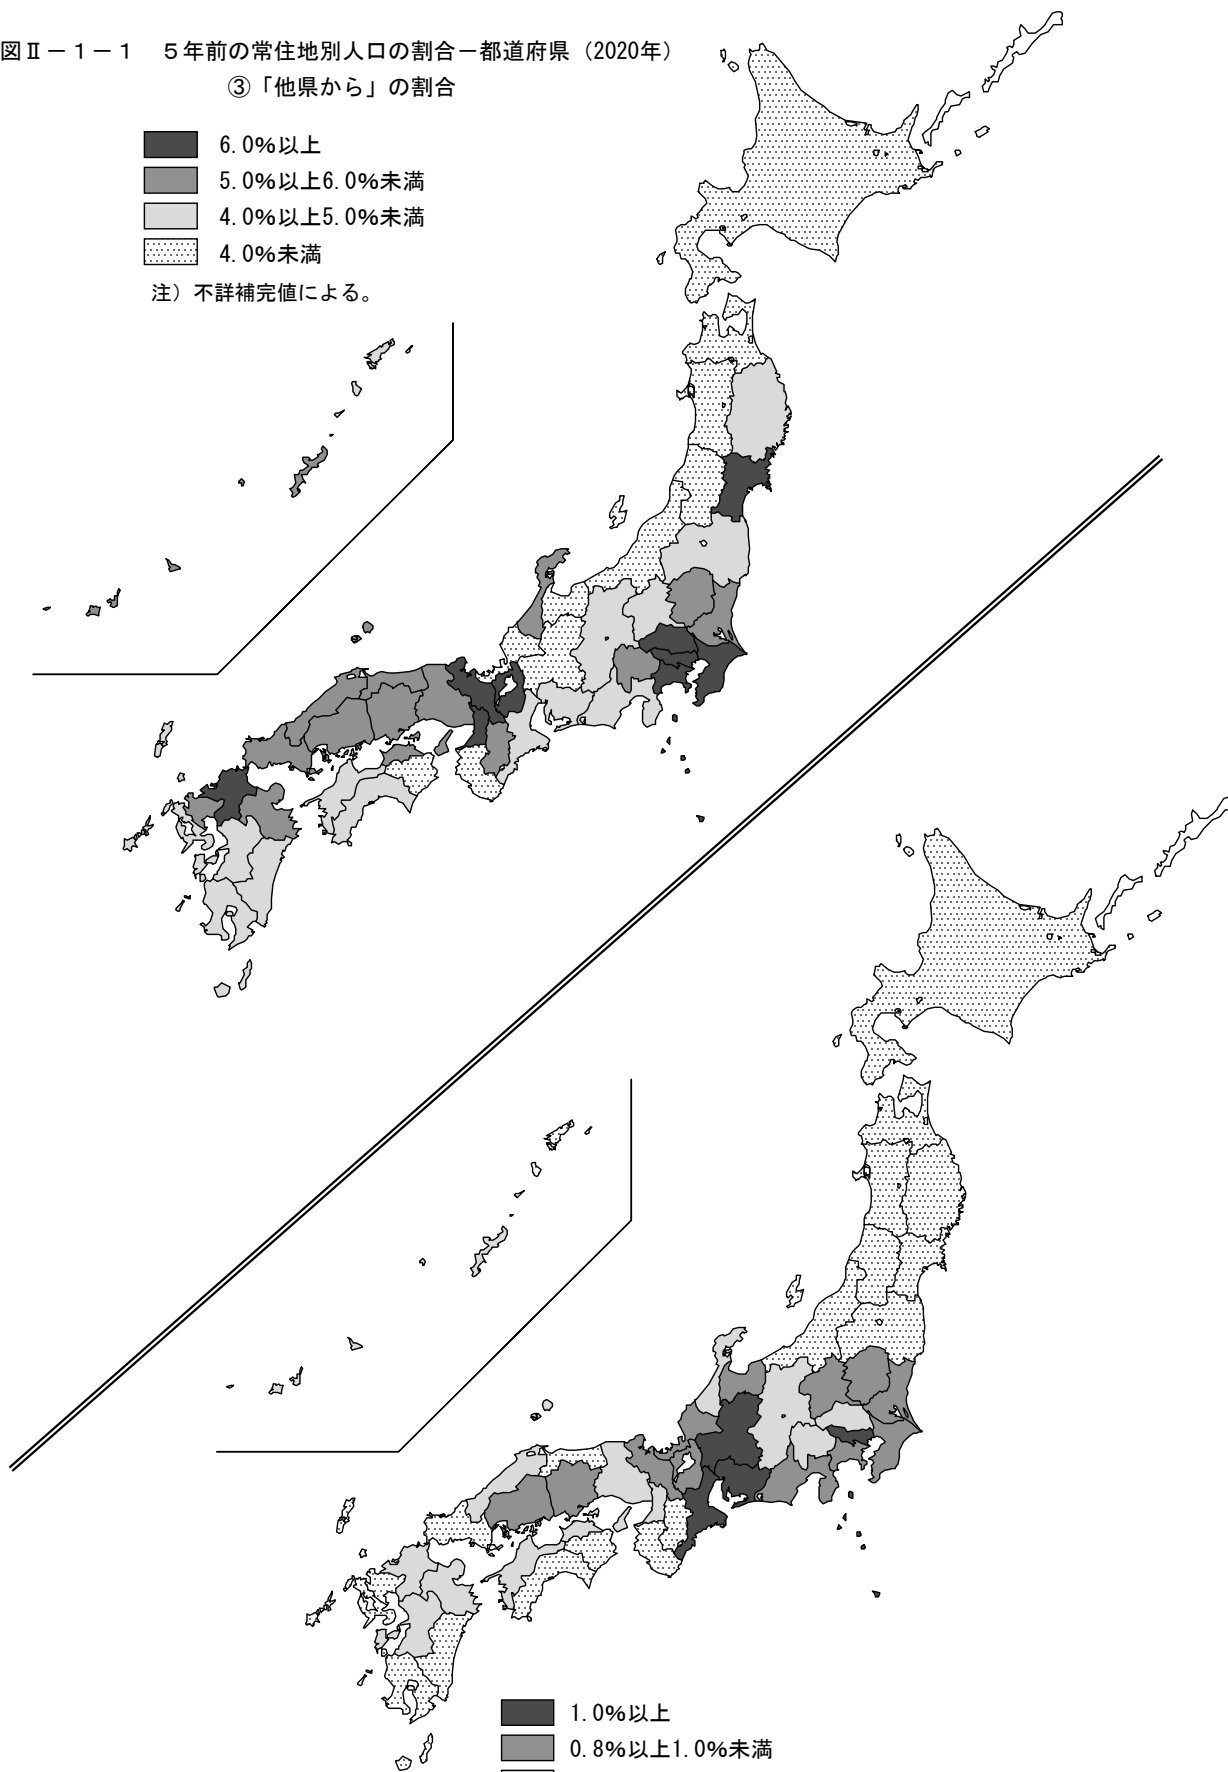 図Ⅱ－１－１　５年前の常住地別人口の割合－都道府県（2020年）
③「他県から」の割合
6.0％以上
5.0％以上6.0％未満
4.0％以上5.0％未満
4.0％未満
注）不詳補完値による。
1.0％以上
0.8％以上1.0％未満